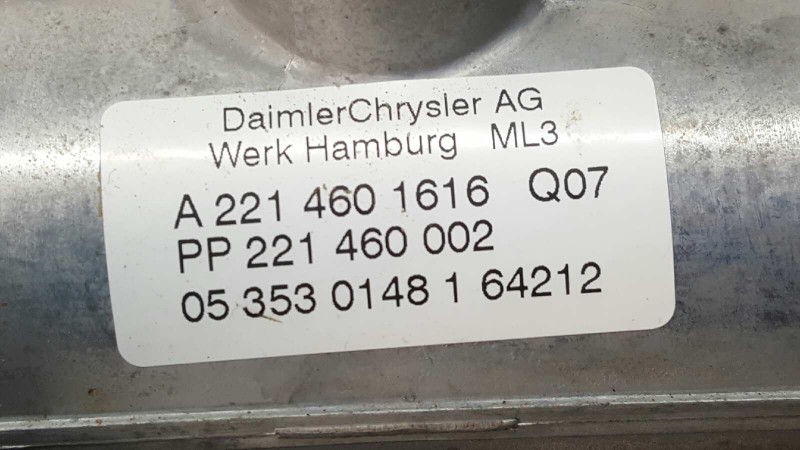 DaimlerChrysler AG
Werk Hamburg ML3
A 221 460 1616 Q07
PP 221 460 002
05 353 0148 1 64212